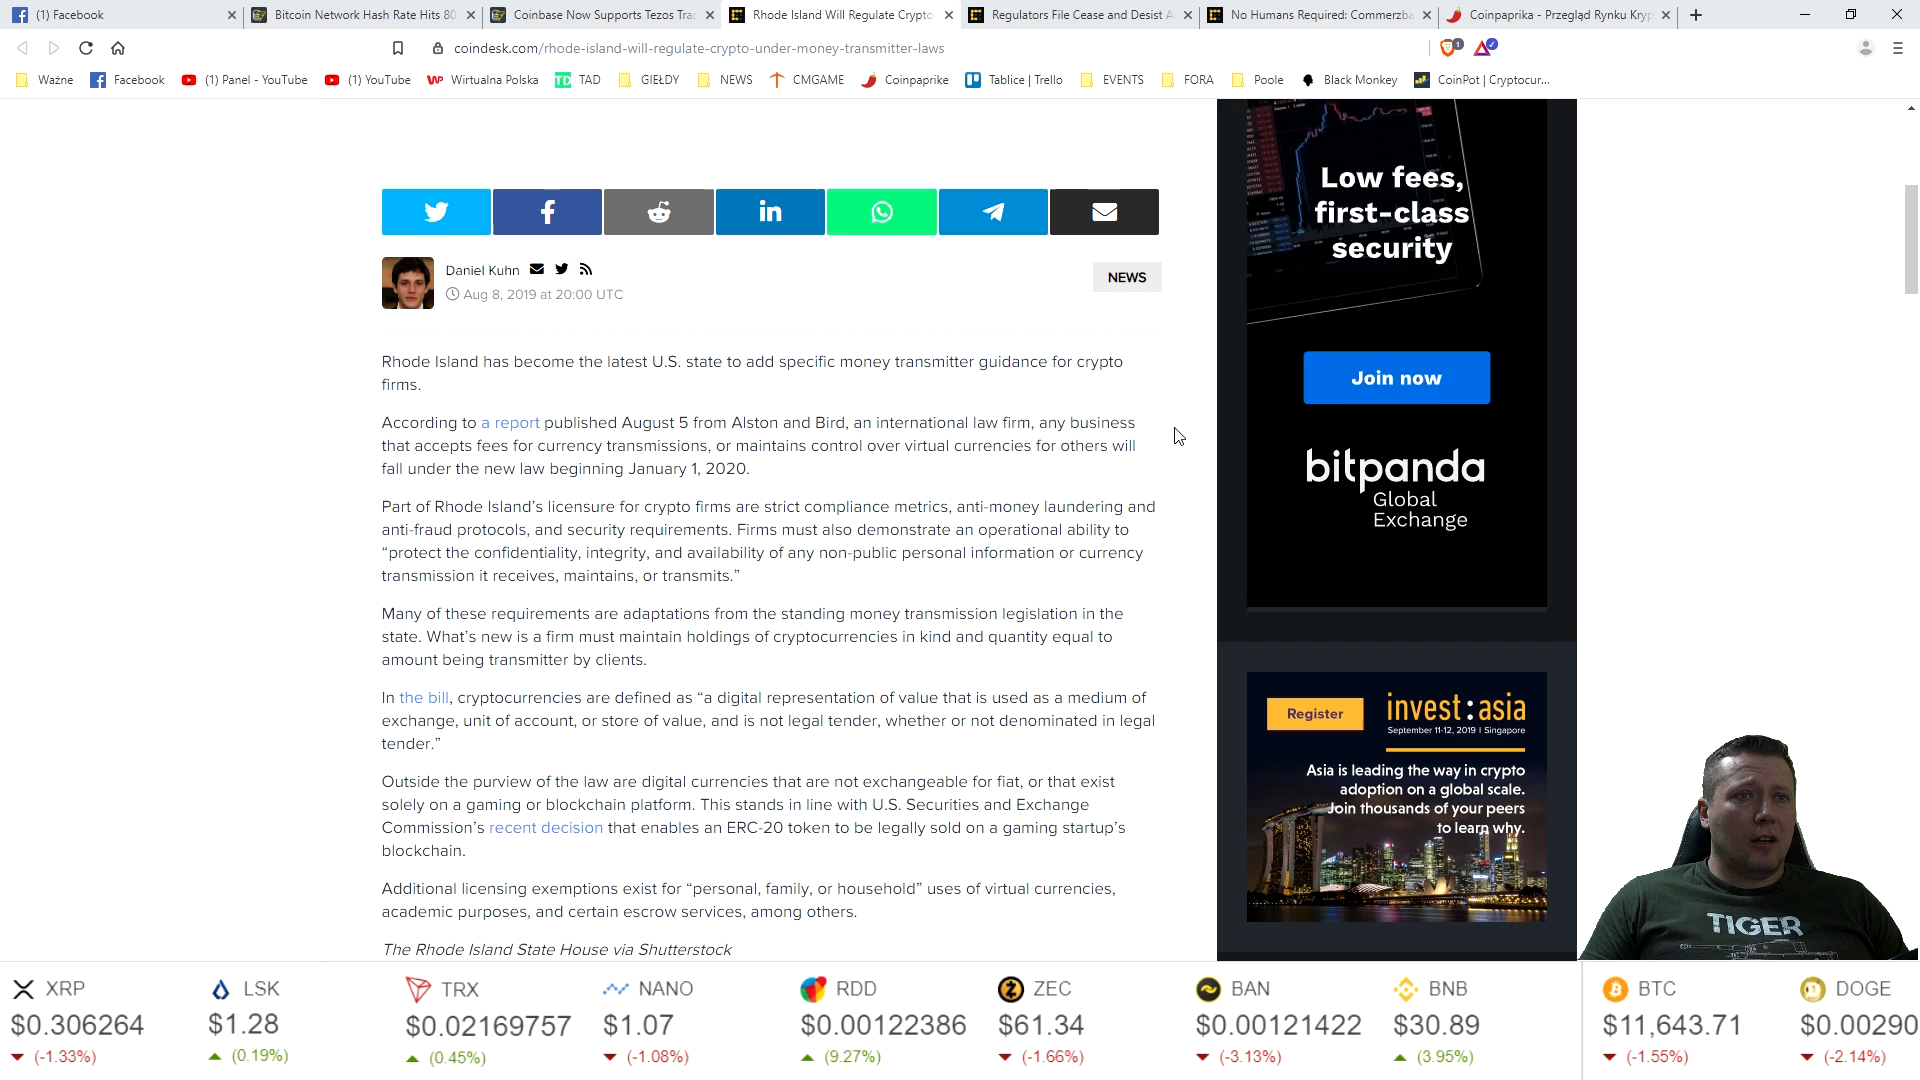 (1) Facebook
Bitcoin Network Hash Rate Hits 80
Coinbase Now Supports Tezos Trad
Rhode Island Will Regulate Crypto
Regulators File Cease and Desist A
No Humans Required: Commerzba
Coinpaprika - Przegląd Rynku Kryp
coindesk.com/rhode-island-will-regulate-crypto-under-money-transmitter-laws
1
Ważne
Facebook
(1) Panel - YouTube
(1) YouTube
WP Wirtualna Polska
TD TAD
GIEŁDY
NEWS
CMGAME
Coinpaprike
Tablice | Trello
EVENTS
FORA
Poole
Black Monkey
CoinPot | Cryptocur...
Low fees,
first-class
security
Join now
bitpanda
Global
Exchange
Daniel Kuhn
Aug 8, 2019 at 20:00 UTC
NEWS
Rhode Island has become the latest U.S. state to add specific money transmitter guidance for crypto
firms.
According to a report published August 5 from Alston and Bird, an international law firm, any business
that accepts fees for currency transmissions, or maintains control over virtual currencies for others will
fall under the new law beginning January 1, 2020.
Part of Rhode Island's licensure for crypto firms are strict compliance metrics, anti-money laundering and
anti-fraud protocols, and security requirements. Firms must also demonstrate an operational ability to
“protect the confidentiality, integrity, and availability of any non-public personal information or currency
transmission it receives, maintains, or transmits.”
Many of these requirements are adaptations from the standing money transmission legislation in the
state. What's new is a firm must maintain holdings of cryptocurrencies in kind and quantity equal to
amount being transmitter by clients.
In the bill, cryptocurrencies are defined as “a digital representation of value that is used as a medium of
exchange, unit of account, or store of value, and is not legal tender, whether or not denominated in legal
tender.”
Outside the purview of the law are digital currencies that are not exchangeable for fiat, or that exist
solely on a gaming or blockchain platform. This stands in line with U.S. Securities and Exchange
Commission's recent decision that enables an ERC-20 token to be legally sold on a gaming startup's
blockchain.
Additional licensing exemptions exist for “personal, family, or household” uses of virtual currencies,
academic purposes, and certain escrow services, among others.
The Rhode Island State House via Shutterstock
Register
invest:asia
September 11-12, 2019 | Singapore
Asia is leading the way in crypto
adoption on a global scale.
Join thousands of your peers
to learn why.
TIGER
XRP
$0.306264
(-1.33%)
LSK
$1.28
(0.19%)
TRX
$0.02169757
(0.45%)
NANO
$1.07
(-1.08%)
RDD
$0.00122386
(9.27%)
ZEC
$61.34
(-1.66%)
BAN
$0.00121422
(-3.13%)
BNB
$30.89
(3.95%)
BTC
$11,643.71
(-1.55%)
DOGE
$0.00290
(-2.14%)